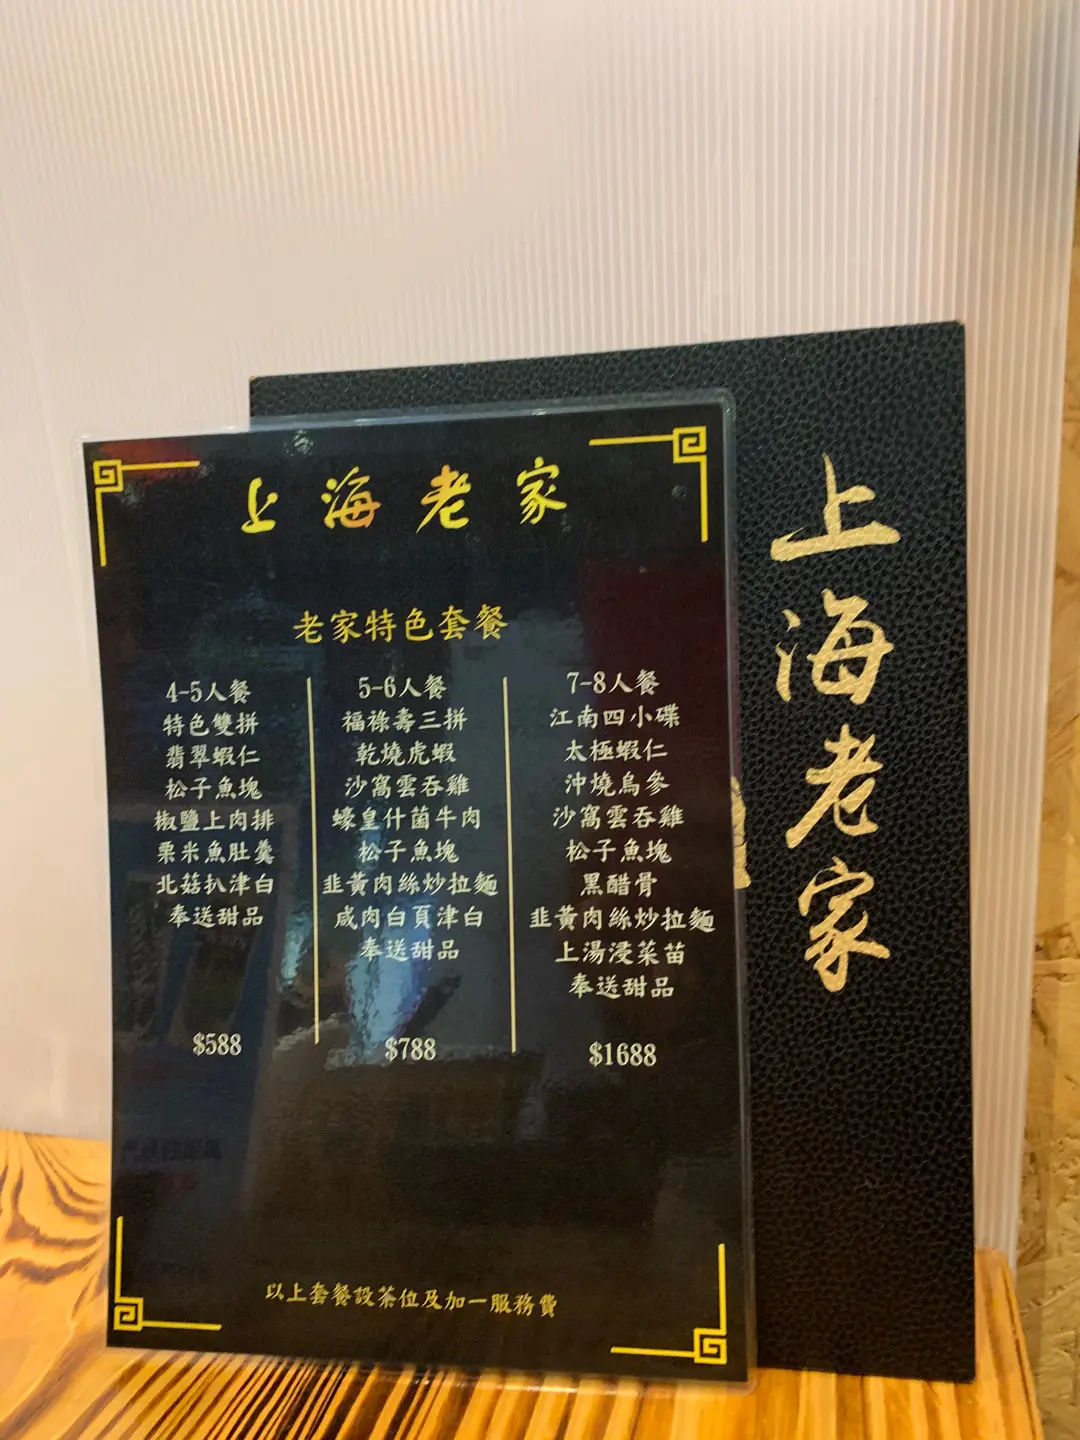 上海老家
老家特色套餐
4-5人餐
特色雙拼
翡翠蝦仁
松子魚塊
椒鹽上肉排
栗米魚肚羹
北菇扒津白
奉送甜品
$588
5-6人餐
福祿壽三拼
乾燒虎蝦
沙窩雲吞雞
蠔皇什菌牛肉
松子魚塊
韭黃肉絲炒拉麵
咸肉白頁津白
奉送甜品
$788
7-8人餐
江南四小碟
太極蝦仁
沖燒烏參
沙窩雲吞雞
松子魚塊
黑醋骨
韭黃肉絲炒拉麵
上湯浸菜苗
奉送甜品
$1688
以上套餐設茶位及加一服務費
上海老家